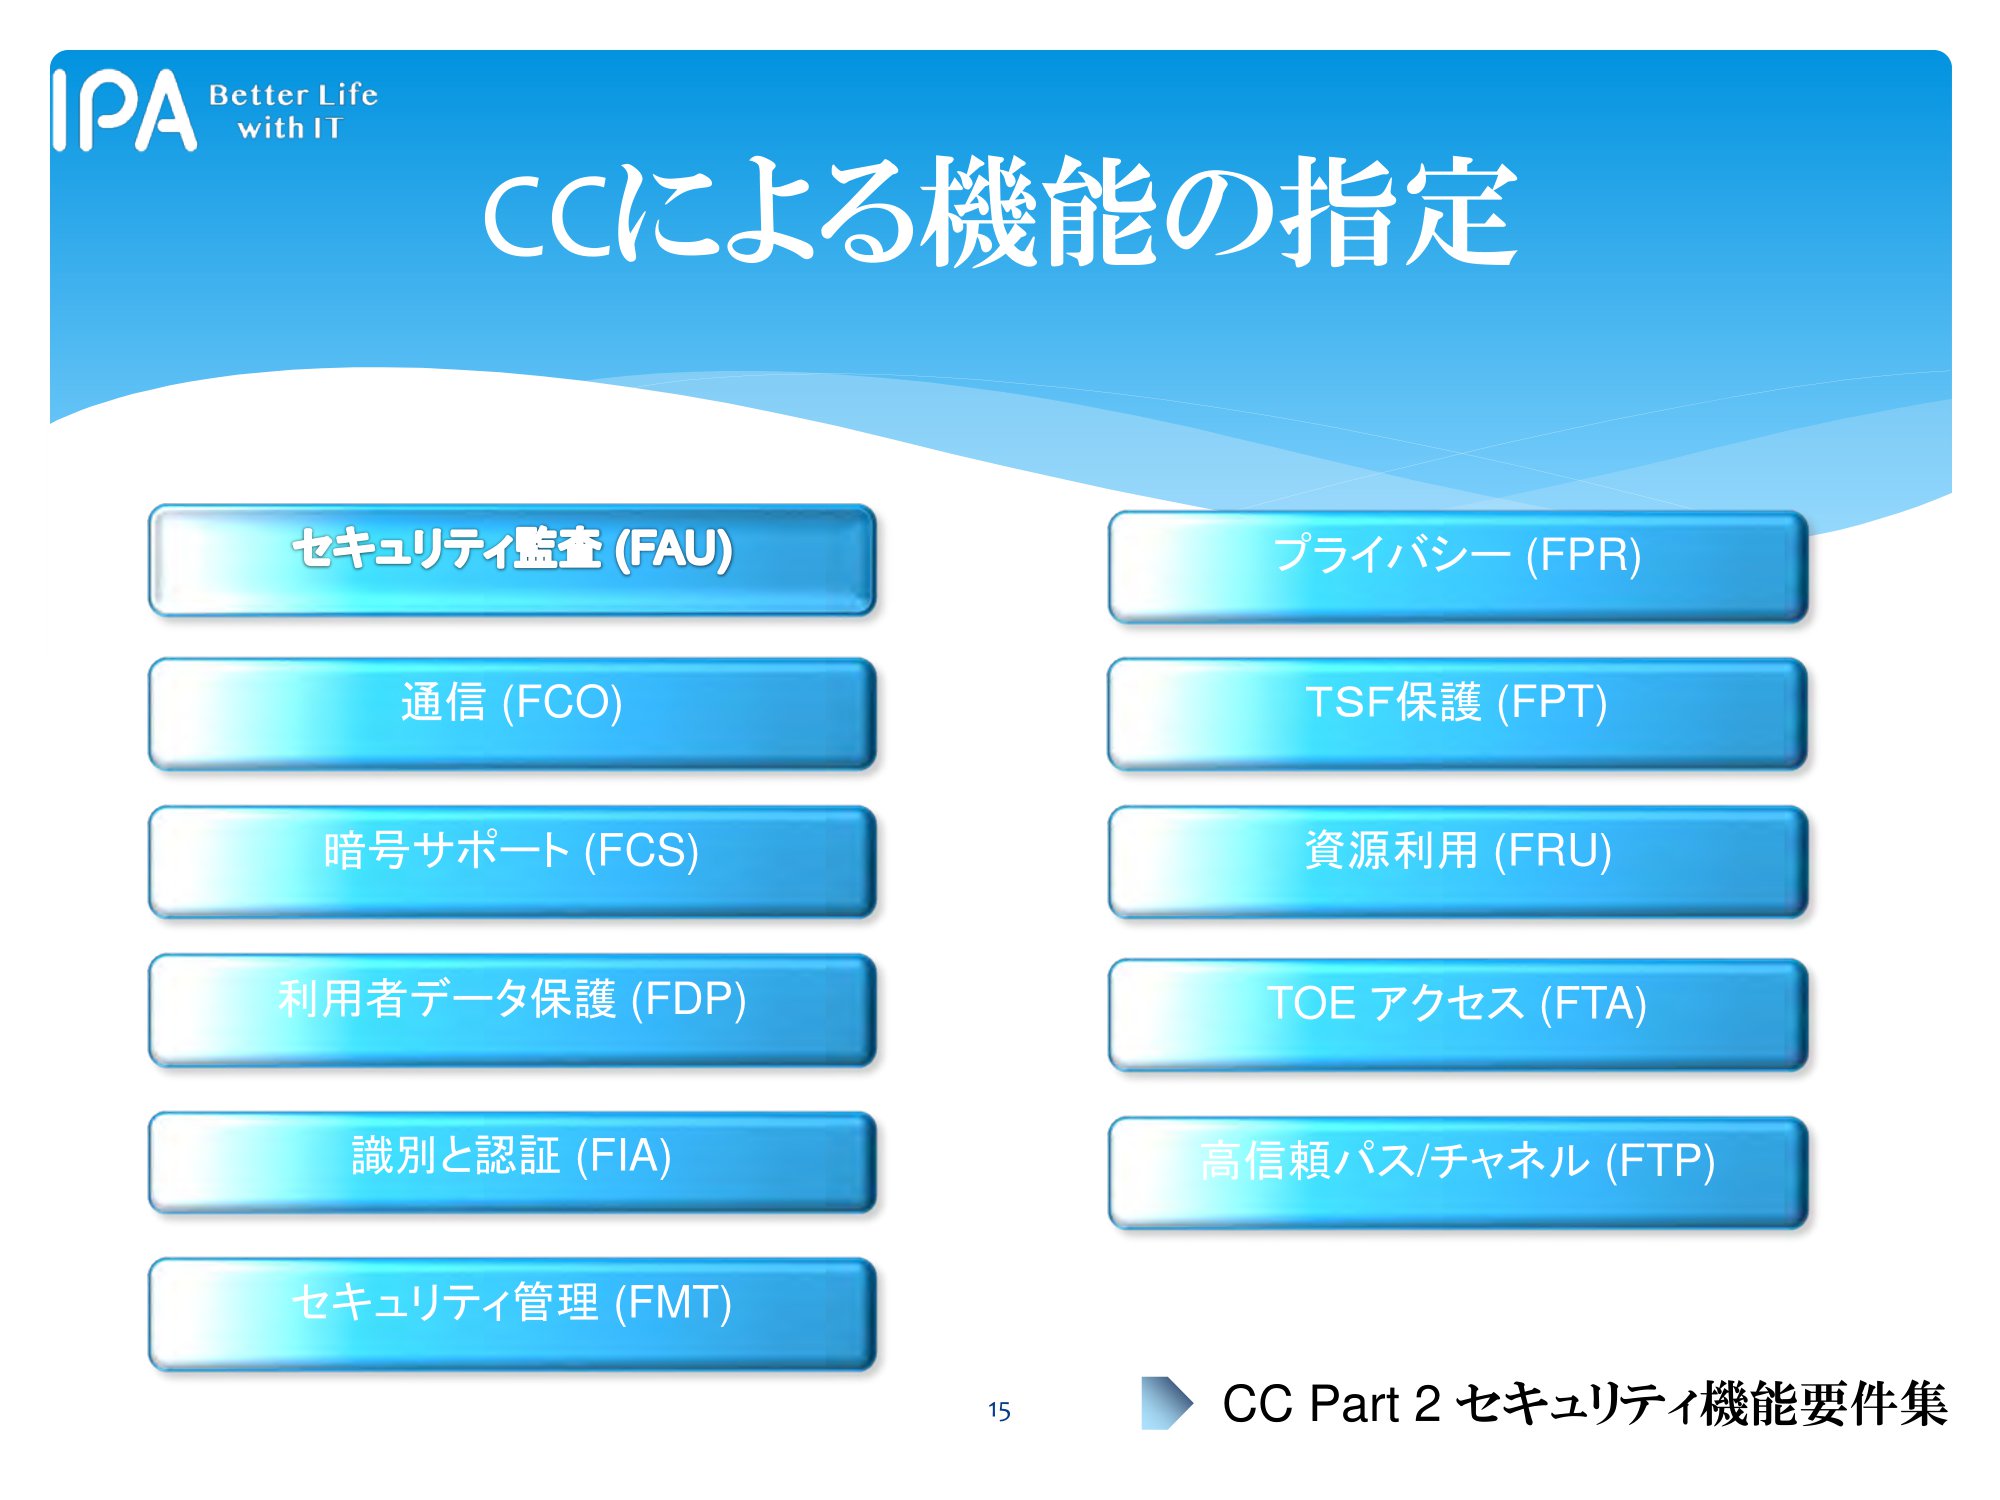 IPA Better Life
with IT
CCによる機能の指定
セキュリティ監査 (FAU)
通信 (FCO)
暗号サポート (FCS)
利用者データ保護 (FDP)
識別と認証 (FIA)
セキュリティ管理 (FMT)
プライバシー (FPR)
TSF保護 (FPT)
資源利用 (FRU)
TOE アクセス (FTA)
高信頼パス/チャネル (FTP)
15
CC Part 2 セキュリティ機能要件集